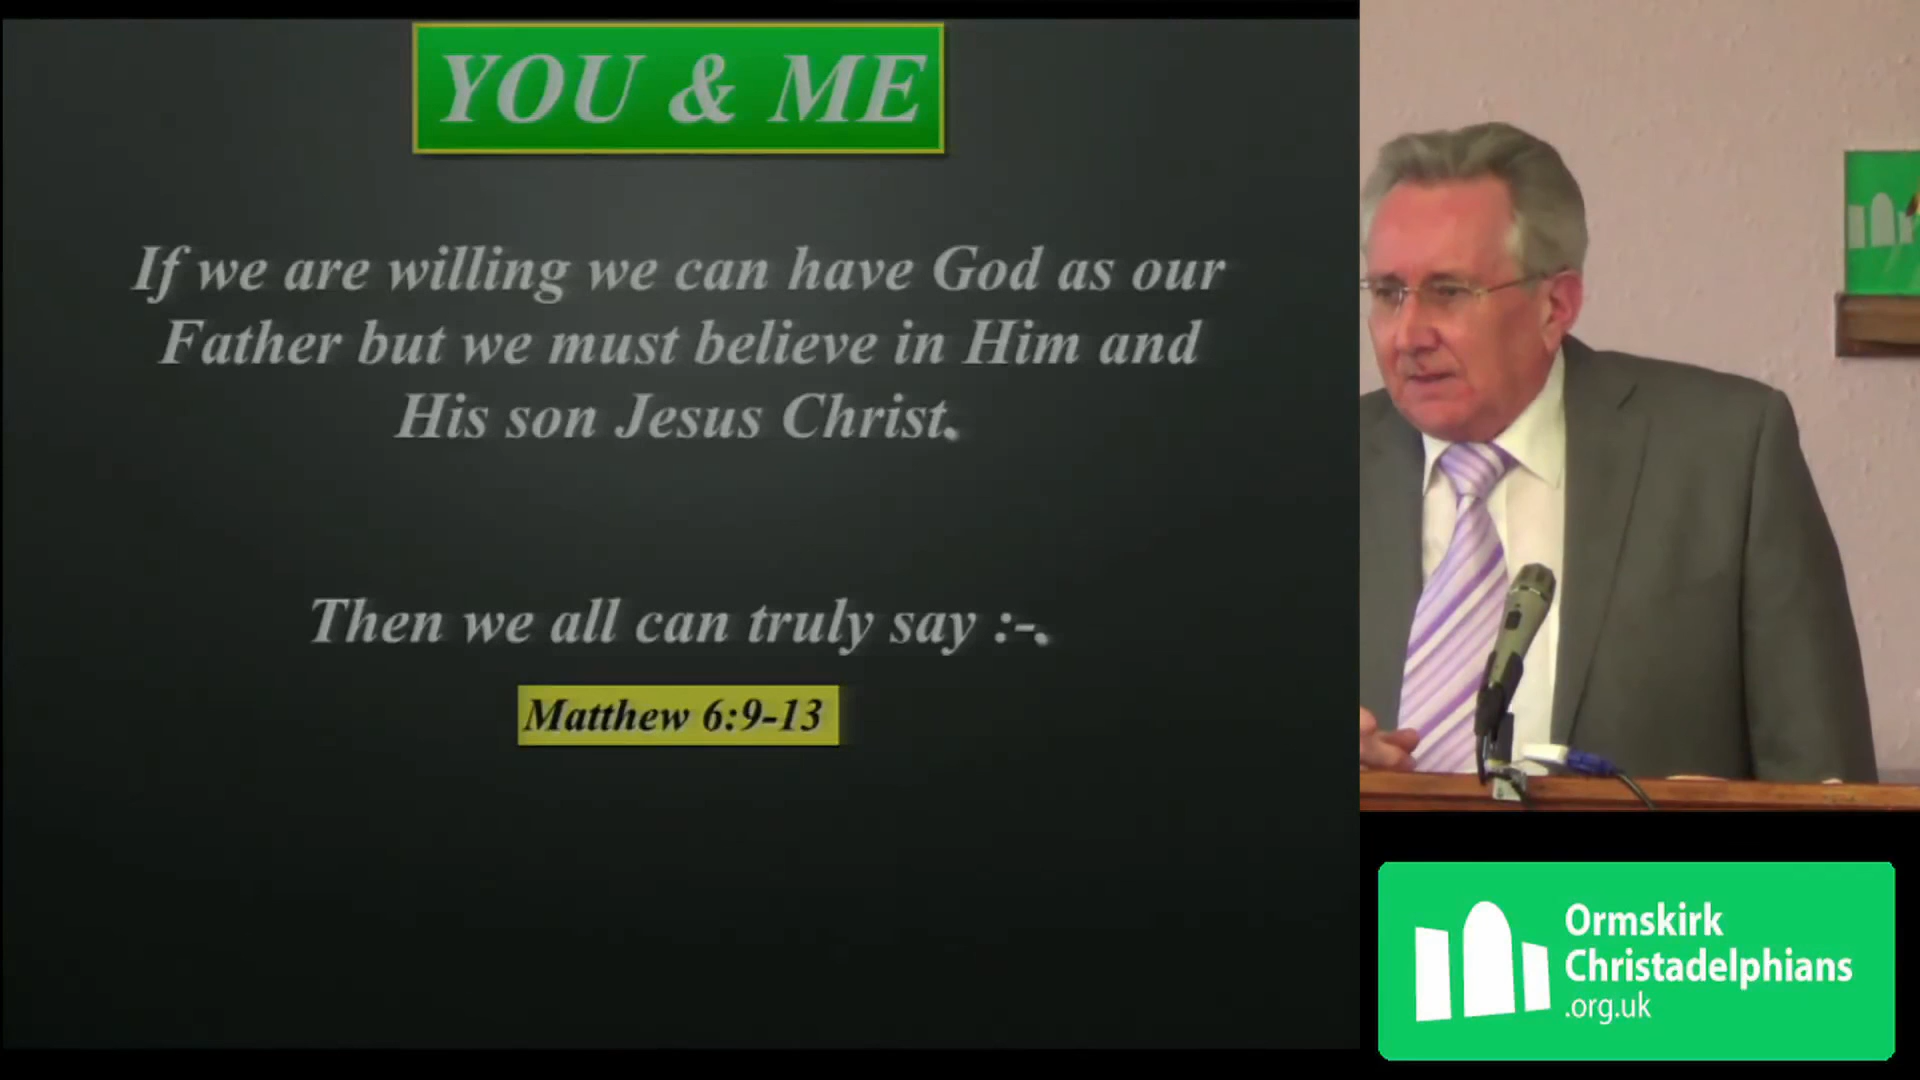 YOU & ME
If we are willing we can have God as our
Father but we must believe in Him and
His son Jesus Christ.
Then we all can truly say :-.
Matthew 6:9-13
Ormskirk
Christadelphians
.org.uk